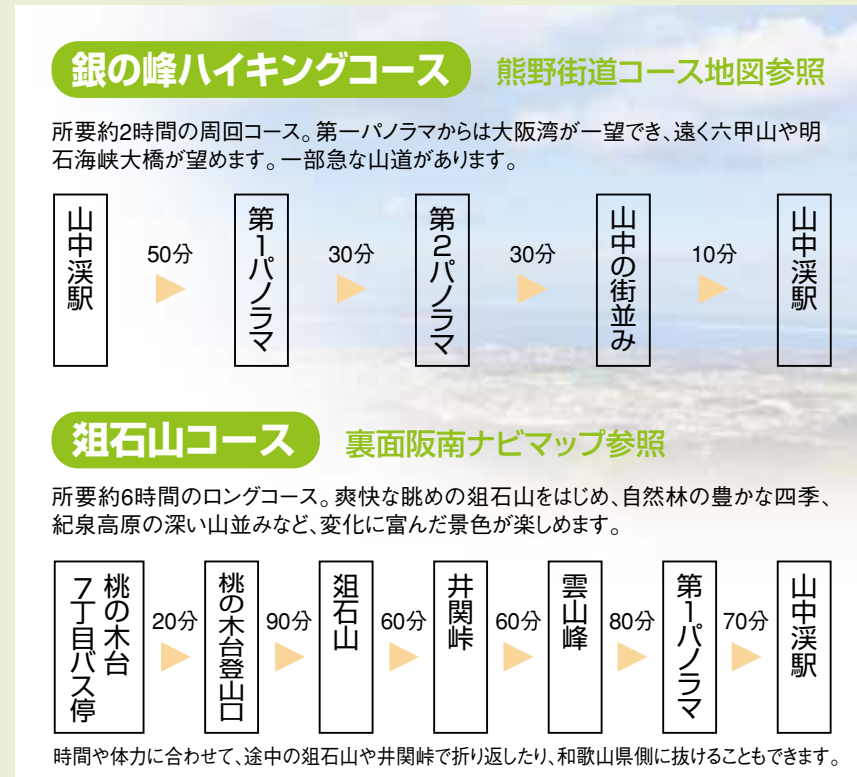 銀の峰ハイキングコース 熊野街道コース地図参照
所要約2時間の周回コース。第一パノラマからは大阪湾が一望でき、遠く六甲山や明
石海峡大橋が望めます。一部急な山道があります。
山中渓駅
50分
第1パノラマ
30分
第2パノラマ
30分
山中の街並み
10分
山中渓駅
爼石山コース 裏面阪南ナビマップ参照
所要約6時間のロングコース。爽快な眺めの爼石山をはじめ、自然林の豊かな四季、
紀泉高原の深い山並みなど、変化に富んだ景色が楽しめます。
桃の木台
7丁目バス停
20分
桃の木台登山口
90分
爼石山
60分
井関峠
60分
雲山峰
80分
第1パノラマ
70分
山中渓駅
時間や体力に合わせて、途中の爼石山や井関峠で折り返したり、和歌山県側に抜けることもできます。